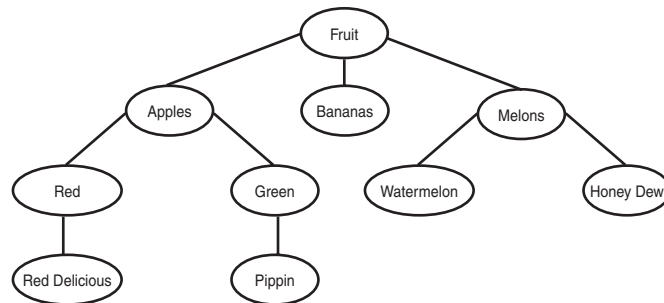 Fruit
Apples
Bananas
Melons
Red
Green
Watermelon
Honey Dew
Red Delicious
Pippin